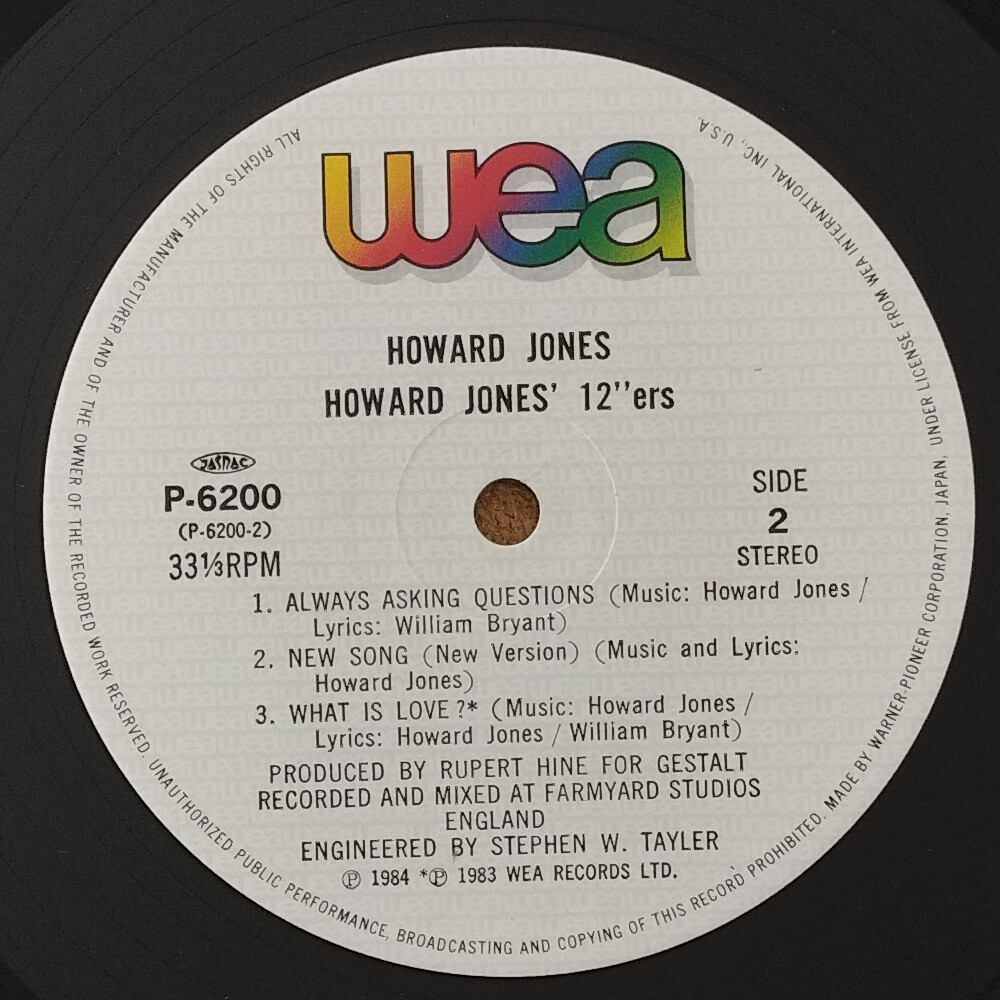 wea
HOWARD JONES
HOWARD JONES' 12''ers
JASRAC
P-6200
(P-6200-2)
33⅓RPM
SIDE
2
STEREO
1. ALWAYS ASKING QUESTIONS (Music: Howard Jones /
Lyrics: William Bryant)
2. NEW SONG (New Version) (Music and Lyrics:
Howard Jones)
3. WHAT IS LOVE?* (Music: Howard Jones /
Lyrics: Howard Jones / William Bryant)
PRODUCED BY RUPERT HINE FOR GESTALT
RECORDED AND MIXED AT FARMYARD STUDIOS
ENGLAND
ENGINEERED BY STEPHEN W. TAYLER
Ⓟ 1984 *Ⓟ 1983 WEA RECORDS LTD.
ALL RIGHTS OF THE MANUFACTURER AND OF THE OWNER OF THE RECORDED WORK RESERVED. UNAUTHORIZED PUBLIC PERFORMANCE, BROADCASTING AND COPYING OF THIS RECORD PROHIBITED. MADE BY WARNER-PIONEER CORPORATION, JAPAN, UNDER LICENSE FROM WEA INTERNATIONAL INC., U.S.A.